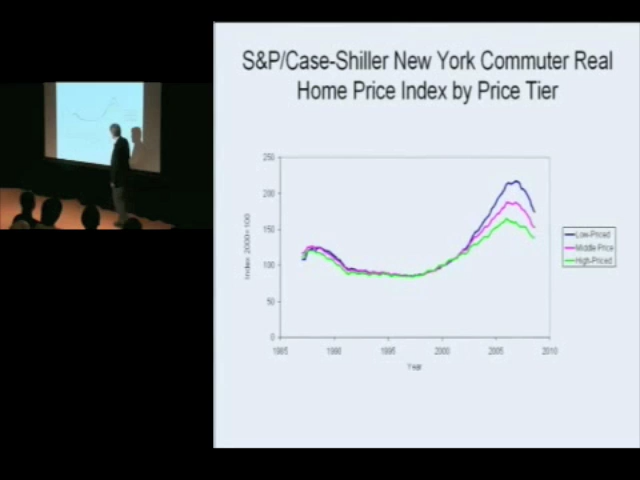 S&P/Case-Shiller New York Commuter Real
Home Price Index by Price Tier
250
200
150
100
50
0
Index 2000=100
1985
1990
1995
2000
2005
2010
Year
Low-Priced
Middle-Price
High-Priced